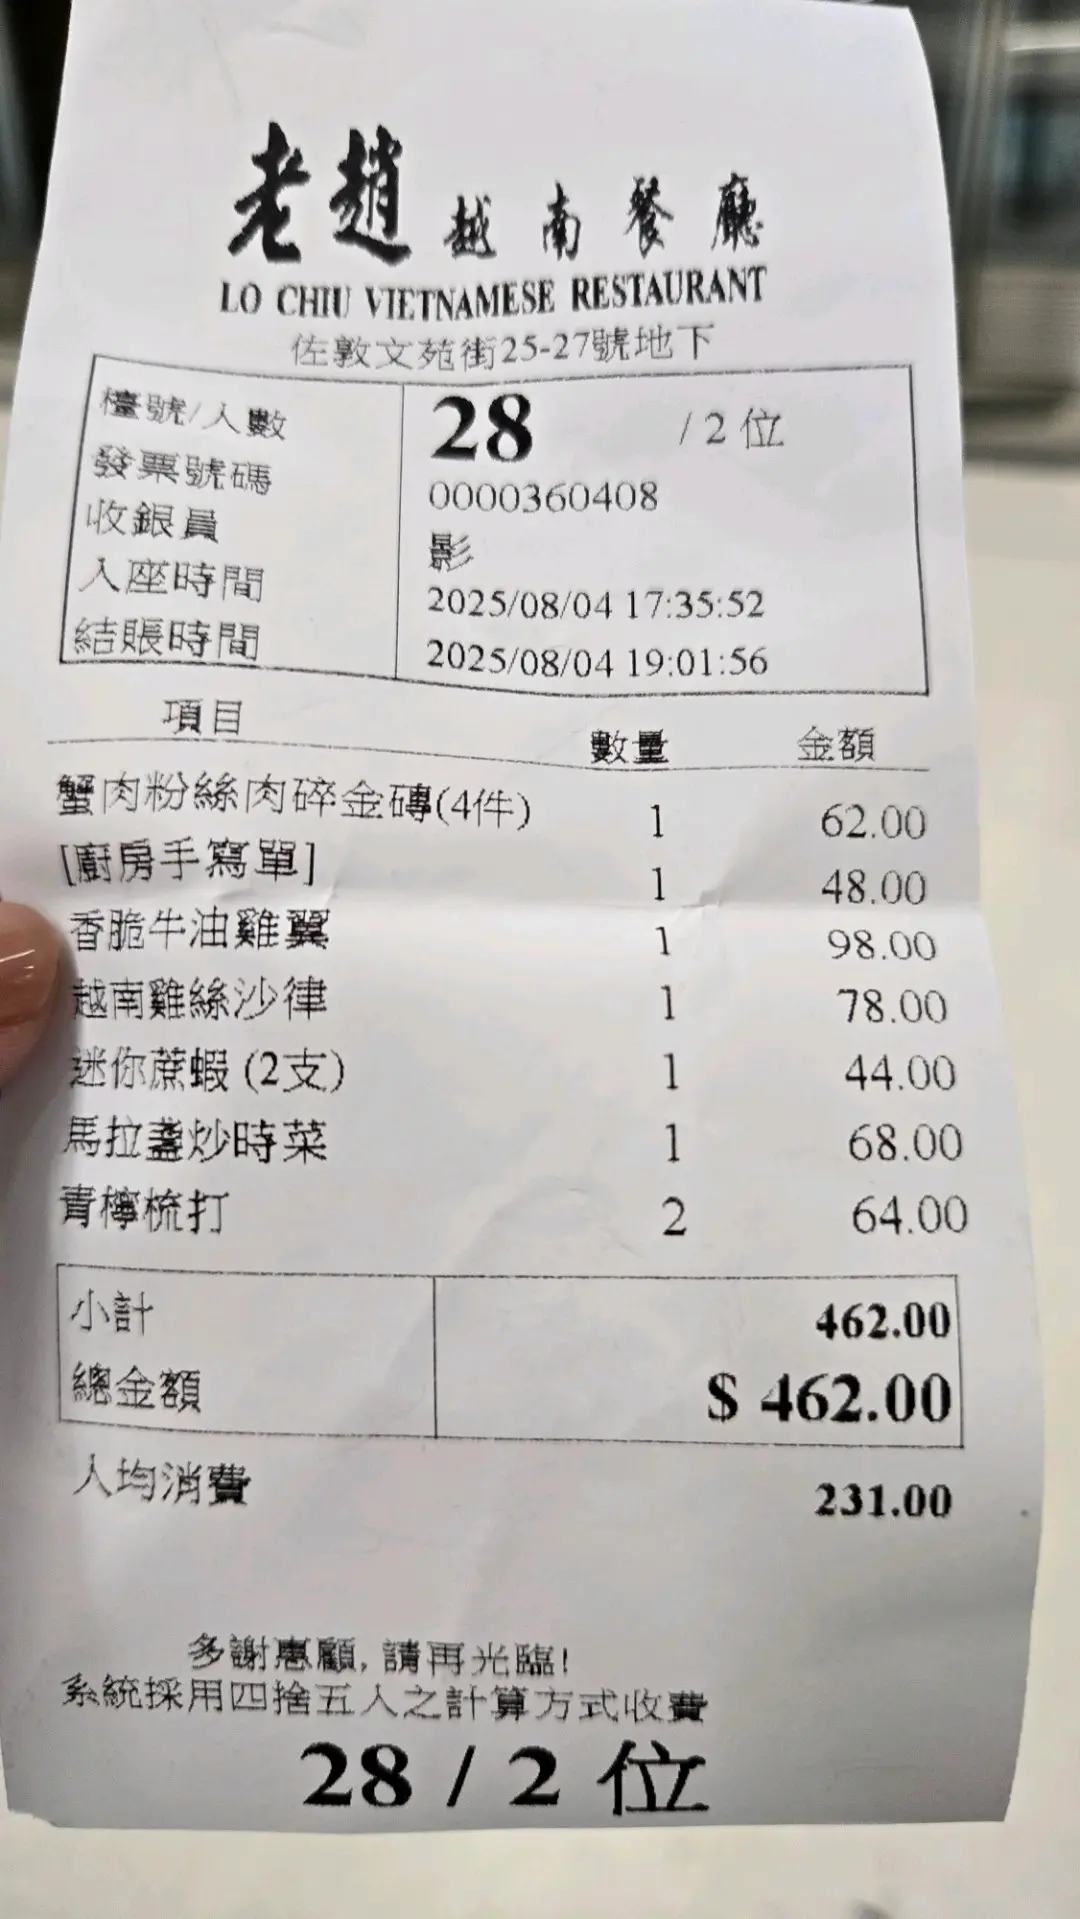 老趙越南餐廳
LO CHIU VIETNAMESE RESTAURANT
佐敦文苑街25-27號地下
檯號/人數 28 /2位
發票號碼 0000360408
收銀員 影
入座時間 2025/08/04 17:35:52
結賬時間 2025/08/04 19:01:56
項目 數量 金額
蟹肉粉絲肉碎金磚(4件) 1 62.00
[廚房手寫單] 1 48.00
香脆牛油雞翼 1 98.00
越南雞絲沙律 1 78.00
迷你蔗蝦 (2支) 1 44.00
馬拉盞炒時菜 1 68.00
青檸梳打 2 64.00
小計 462.00
總金額 $ 462.00
人均消費 231.00
多謝惠顧, 請再光臨!
系統採用四捨五入之計算方式收費
28 / 2 位